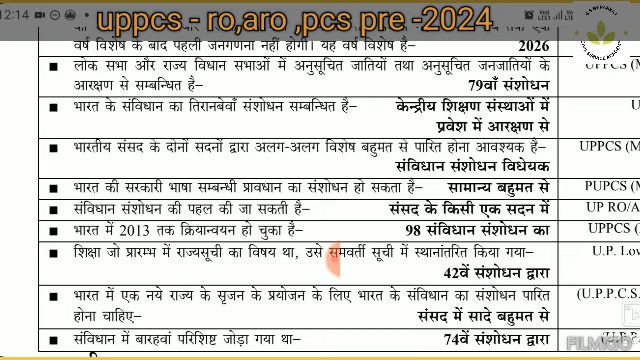 12:14
uppcs - ro,aro ,pcs pre -2024
वर्ष विशेष के बाद पहली जनगणना नहीं होगी। यह वर्ष विशेष है- 2026
■ लोक सभा और राज्य विधान सभाओं में अनुसूचित जातियों तथा अनुसूचित जनजातियों के
आरक्षण से सम्बन्धित है- 79वाँ संशोधन
■ भारत के संविधान का तिरानबेवाँ संशोधन सम्बन्धित है- केन्द्रीय शिक्षण संस्थाओं में
प्रवेश में आरक्षण से
■ भारतीय संसद के दोनों सदनों द्वारा अलग-अलग विशेष बहुमत से पारित होना आवश्यक है- UPPCS (M
संविधान संशोधन विधेयक
■ भारत की सरकारी भाषा सम्बन्धी प्रावधान का संशोधन हो सकता है- सामान्य बहुमत से PUPCS (M
■ संविधान संशोधन की पहल की जा सकती है- संसद के किसी एक सदन में UP RO/A
■ भारत में 2013 तक क्रियान्वयन हो चुका है- 98 संविधान संशोधन का UPPCS (
■ शिक्षा जो प्रारम्भ में राज्यसूची का विषय था, उसे समवर्ती सूची में स्थानांतरित किया गया- U.P. Low
42वें संशोधन द्वारा
■ भारत में एक नये राज्य के सृजन के प्रयोजन के लिए भारत के संविधान का संशोधन पारित (U.P.P.C.S.
होना चाहिए- संसद में सादे बहुमत से
■ संविधान में बारहवां परिशिष्ट जोड़ा गया था- 74वें संशोधन द्वारा
FILMIGO